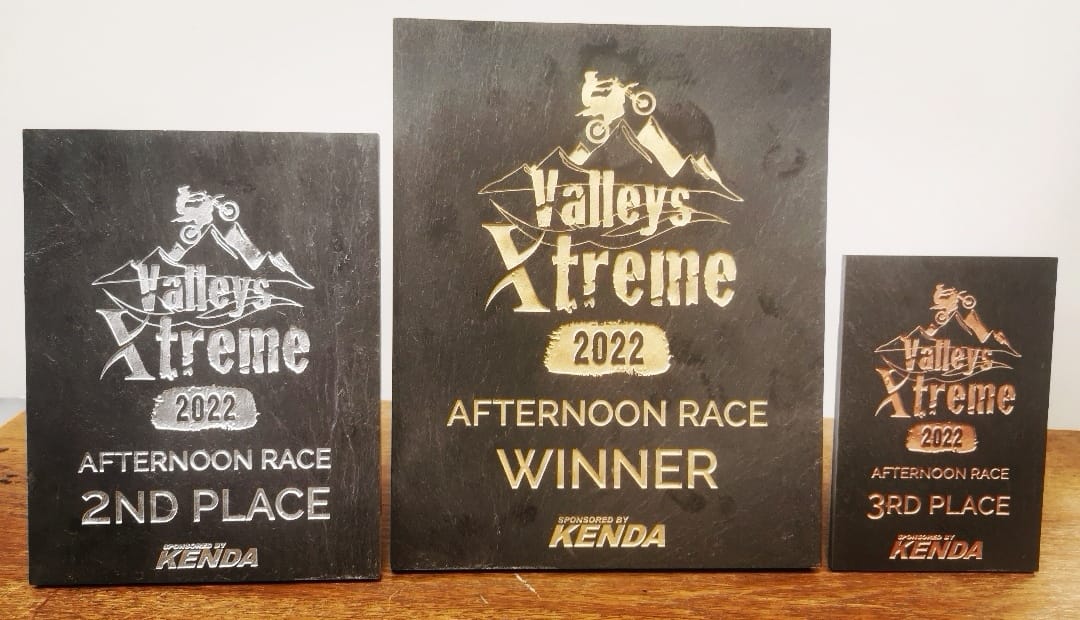 Valleys
Xtreme
2022
AFTERNOON RACE
2ND PLACE
SPONSORED BY
KENDA
Valleys
Xtreme
2022
AFTERNOON RACE
WINNER
SPONSORED BY
KENDA
Valleys
Xtreme
2022
AFTERNOON RACE
3RD PLACE
SPONSORED BY
KENDA